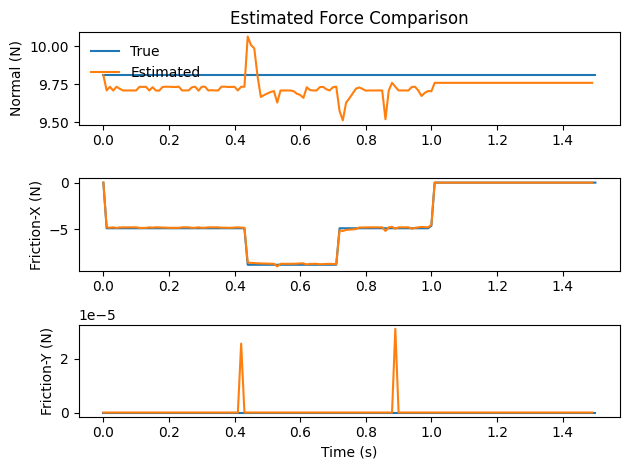 Estimated Force Comparison
Normal (N)
10.00
9.75
9.50
True
Estimated
0.0 0.2 0.4 0.6 0.8 1.0 1.2 1.4
Friction-X (N)
0
−5
0.0 0.2 0.4 0.6 0.8 1.0 1.2 1.4
1e−5
Friction-Y (N)
2
0
0.0 0.2 0.4 0.6 0.8 1.0 1.2 1.4
Time (s)